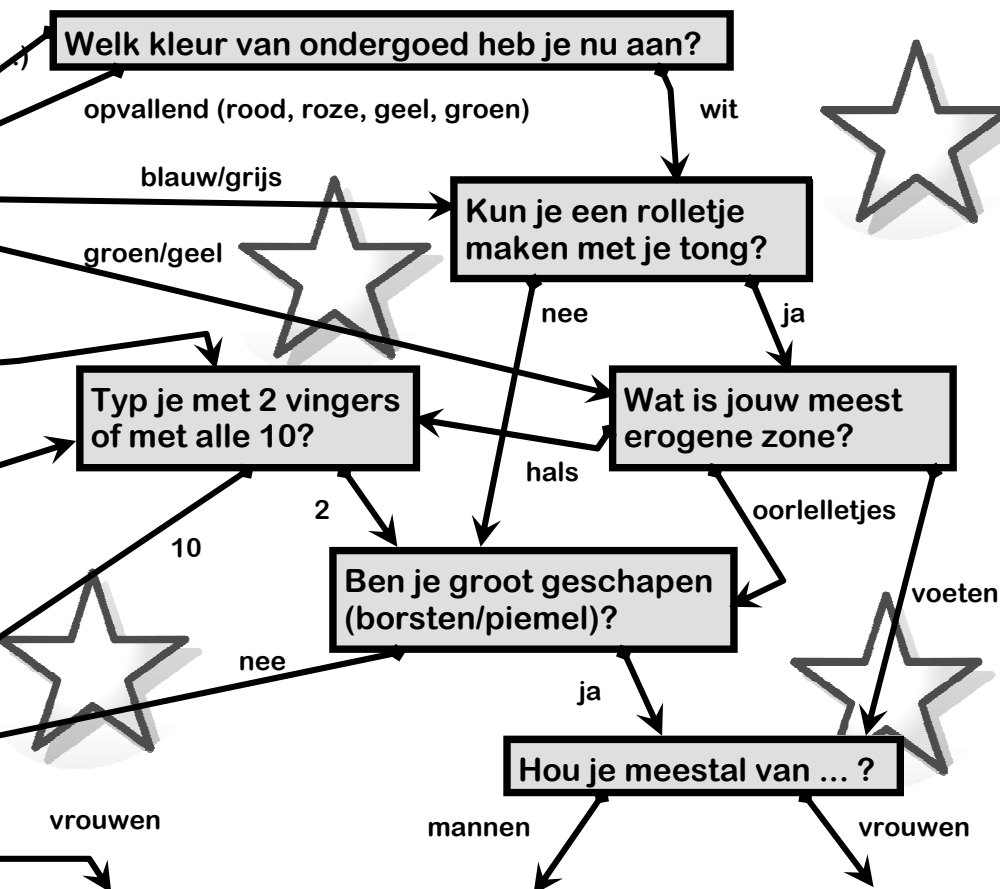 Welk kleur van ondergoed heb je nu aan?
.)
opvallend (rood, roze, geel, groen)
wit
blauw/grijs
Kun je een rolletje
maken met je tong?
groen/geel
nee
ja
Typ je met 2 vingers
of met alle 10?
Wat is jouw meest
erogene zone?
hals
2
oorlelletjes
10
Ben je groot geschapen
(borsten/piemel)?
voeten
nee
ja
Hou je meestal van ... ?
vrouwen
mannen
vrouwen